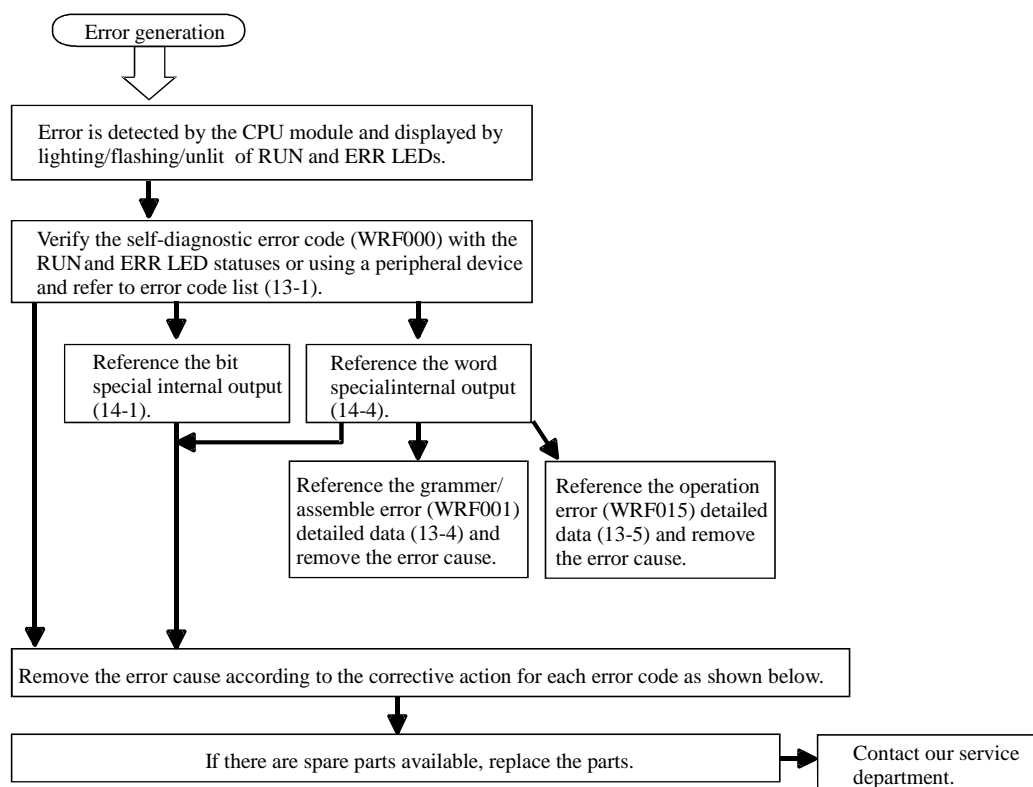 Error generation
Error is detected by the CPU module and displayed by
lighting/flashing/unlit of RUN and ERR LEDs.
Verify the self-diagnostic error code (WRF000) with the
RUN and ERR LED statuses or using a peripheral device
and refer to error code list (13-1).
Reference the bit
special internal output
(14-1).
Reference the word
specialinternal output
(14-4).
Reference the grammer/
assemble error (WRF001)
detailed data (13-4) and
remove the error cause.
Reference the operation
error (WRF015) detailed
data (13-5) and remove
the error cause.
Remove the error cause according to the corrective action for each error code as shown below.
If there are spare parts available, replace the parts.
Contact our service
department.